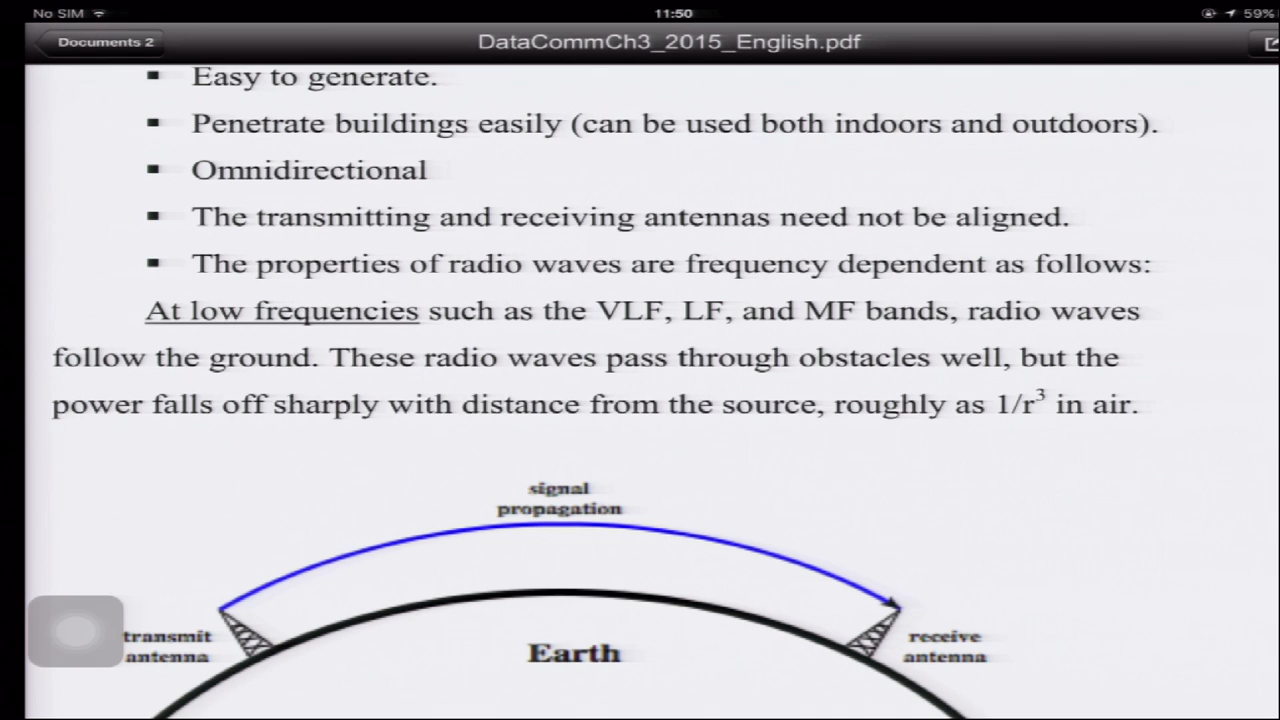 No SIM 11:50 59%
Documents 2 DataCommCh3_2015_English.pdf
▪ Easy to generate.
▪ Penetrate buildings easily (can be used both indoors and outdoors).
▪ Omnidirectional
▪ The transmitting and receiving antennas need not be aligned.
▪ The properties of radio waves are frequency dependent as follows:
At low frequencies such as the VLF, LF, and MF bands, radio waves
follow the ground. These radio waves pass through obstacles well, but the
power falls off sharply with distance from the source, roughly as 1/r³ in air.
signal
propagation
transmit
antenna
Earth
receive
antenna